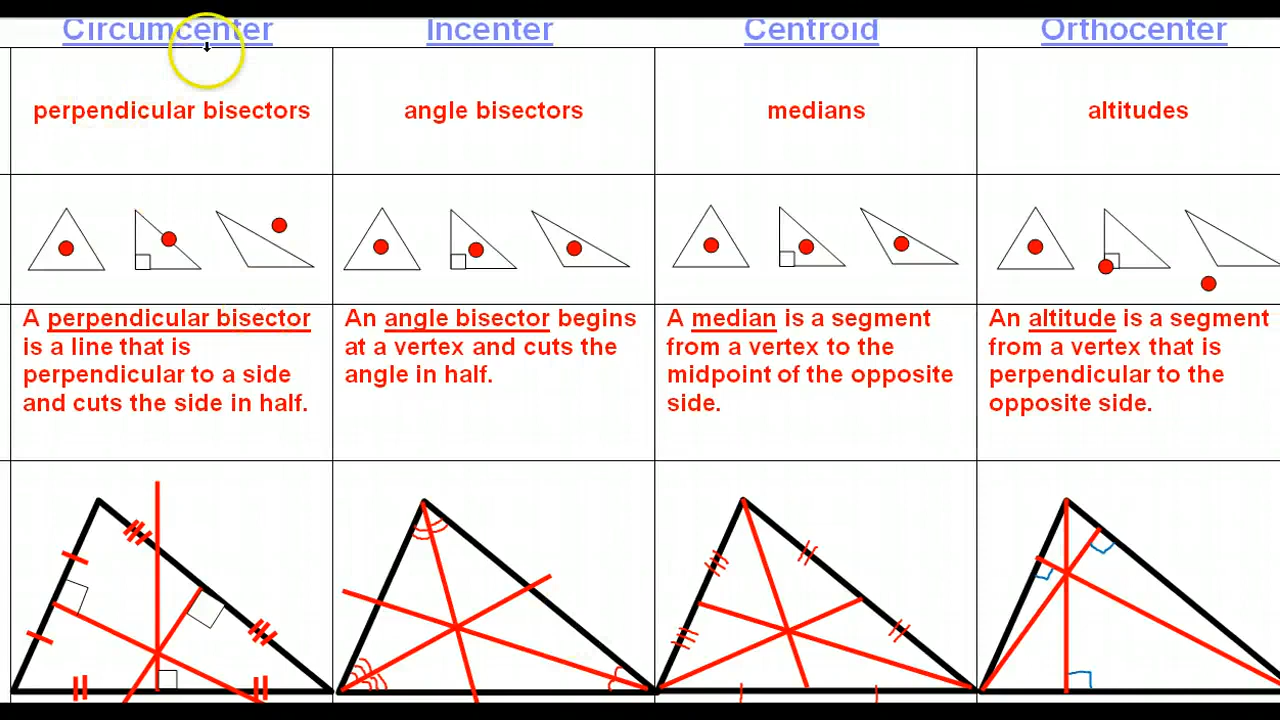 Circumcenter Incenter Centroid Orthocenter
perpendicular bisectors angle bisectors medians altitudes
A perpendicular bisector
is a line that is
perpendicular to a side
and cuts the side in half.
An angle bisector begins
at a vertex and cuts the
angle in half.
A median is a segment
from a vertex to the
midpoint of the opposite
side.
An altitude is a segment
from a vertex that is
perpendicular to the
opposite side.